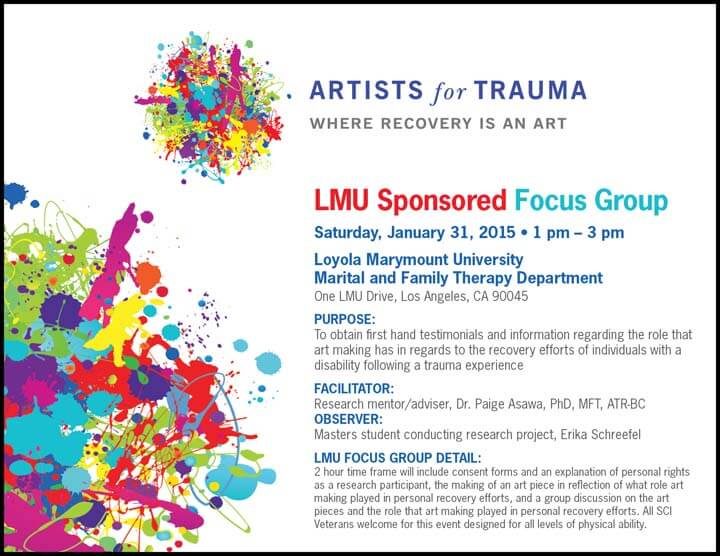 ARTISTS for TRAUMA
WHERE RECOVERY IS AN ART
LMU Sponsored Focus Group
Saturday, January 31, 2015 • 1 pm – 3 pm
Loyola Marymount University
Marital and Family Therapy Department
One LMU Drive, Los Angeles, CA 90045
PURPOSE:
To obtain first hand testimonials and information regarding the role that
art making has in regards to the recovery efforts of individuals with a
disability following a trauma experience
FACILITATOR:
Research mentor/adviser, Dr. Paige Asawa, PhD, MFT, ATR-BC
OBSERVER:
Masters student conducting research project, Erika Schreefel
LMU FOCUS GROUP DETAIL:
2 hour time frame will include consent forms and an explanation of personal rights
as a research participant, the making of an art piece in reflection of what role art
making played in personal recovery efforts, and a group discussion on the art
pieces and the role that art making played in personal recovery efforts. All SCI
Veterans welcome for this event designed for all levels of physical ability.